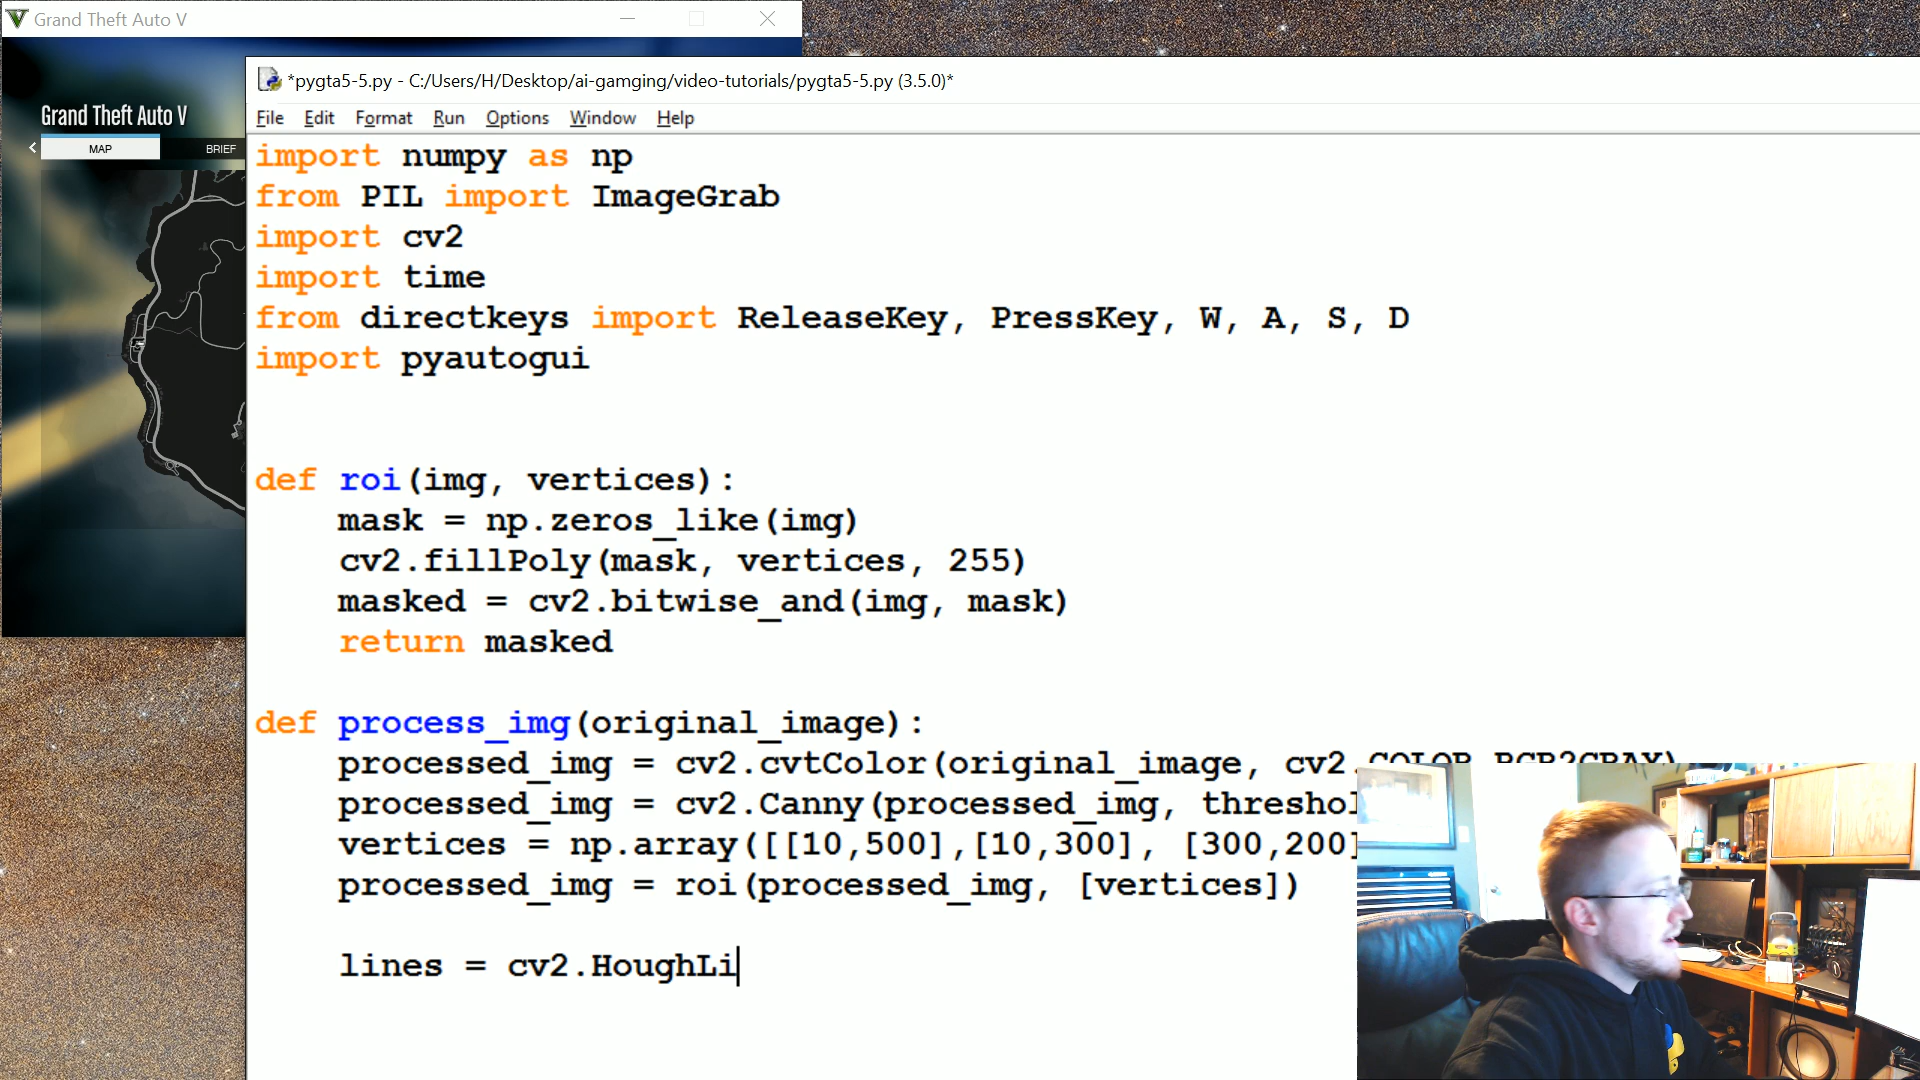 Grand Theft Auto V
*pygta5-5.py - C:/Users/H/Desktop/ai-gamging/video-tutorials/pygta5-5.py (3.5.0)*
File Edit Format Run Options Window Help
Grand Theft Auto V
MAP BRIEF
import numpy as np
from PIL import ImageGrab
import cv2
import time
from directkeys import ReleaseKey, PressKey, W, A, S, D
import pyautogui
def roi(img, vertices):
    mask = np.zeros_like(img)
    cv2.fillPoly(mask, vertices, 255)
    masked = cv2.bitwise_and(img, mask)
    return masked
def process_img(original_image):
    processed_img = cv2.cvtColor(original_image, cv2.COLOR_BGR2GRAY)
    processed_img = cv2.Canny(processed_img, threshol
    vertices = np.array([[10,500],[10,300], [300,200]
    processed_img = roi(processed_img, [vertices])
    lines = cv2.HoughLi